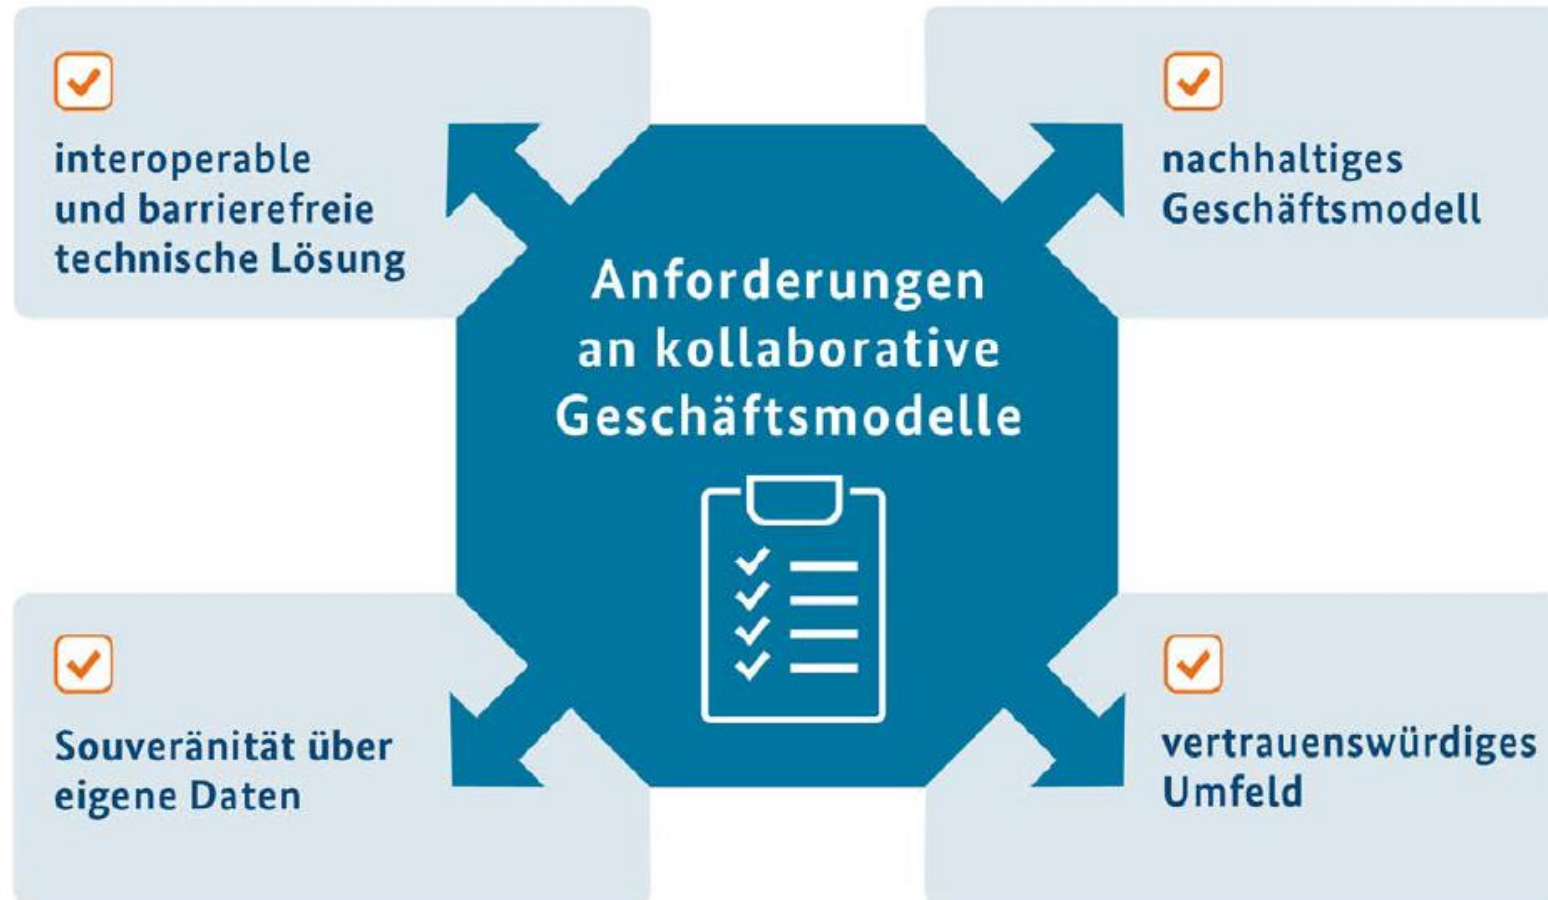 interoperable
und barrierefreie
technische Lösung
nachhaltiges
Geschäftsmodell
Anforderungen
an kollaborative
Geschäftsmodelle
Souveränität über
eigene Daten
vertrauenswürdiges
Umfeld